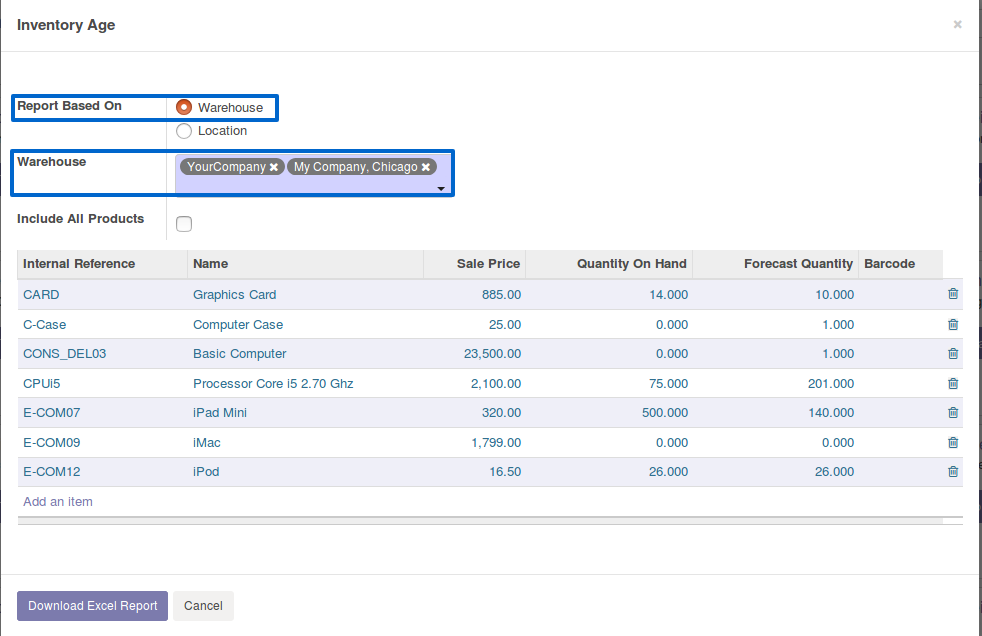 Inventory Age ×
Report Based On Warehouse
Location
Warehouse YourCompany × My Company, Chicago ×
Include All Products
Internal Reference Name Sale Price Quantity On Hand Forecast Quantity Barcode
CARD Graphics Card 885.00 14.000 10.000
C-Case Computer Case 25.00 0.000 1.000
CONS_DEL03 Basic Computer 23,500.00 0.000 1.000
CPUi5 Processor Core i5 2.70 Ghz 2,100.00 75.000 201.000
E-COM07 iPad Mini 320.00 500.000 140.000
E-COM09 iMac 1,799.00 0.000 0.000
E-COM12 iPod 16.50 26.000 26.000
Add an item
Download Excel Report Cancel